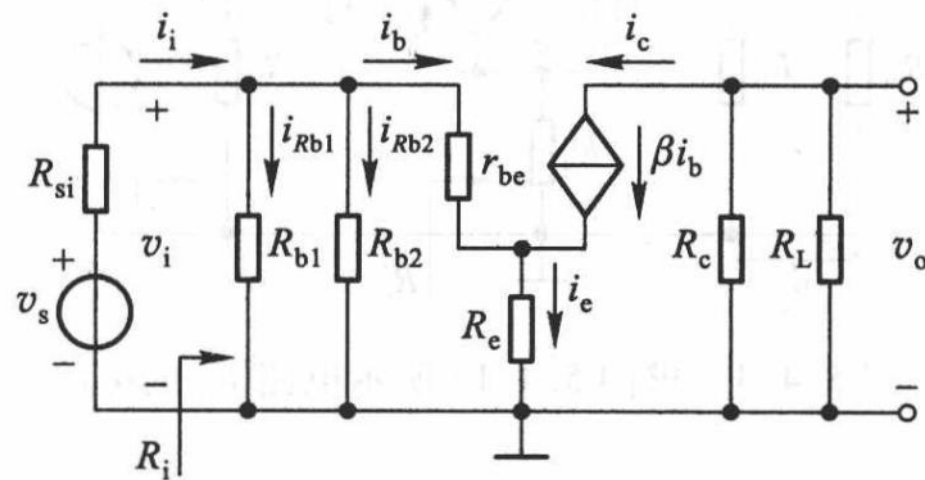 i_i i_b i_c
+ i_Rb1 i_Rb2 r_be βi_b +
R_si
v_i R_b1 R_b2 R_c R_L v_o
+
v_s R_e i_e
− − −
R_i